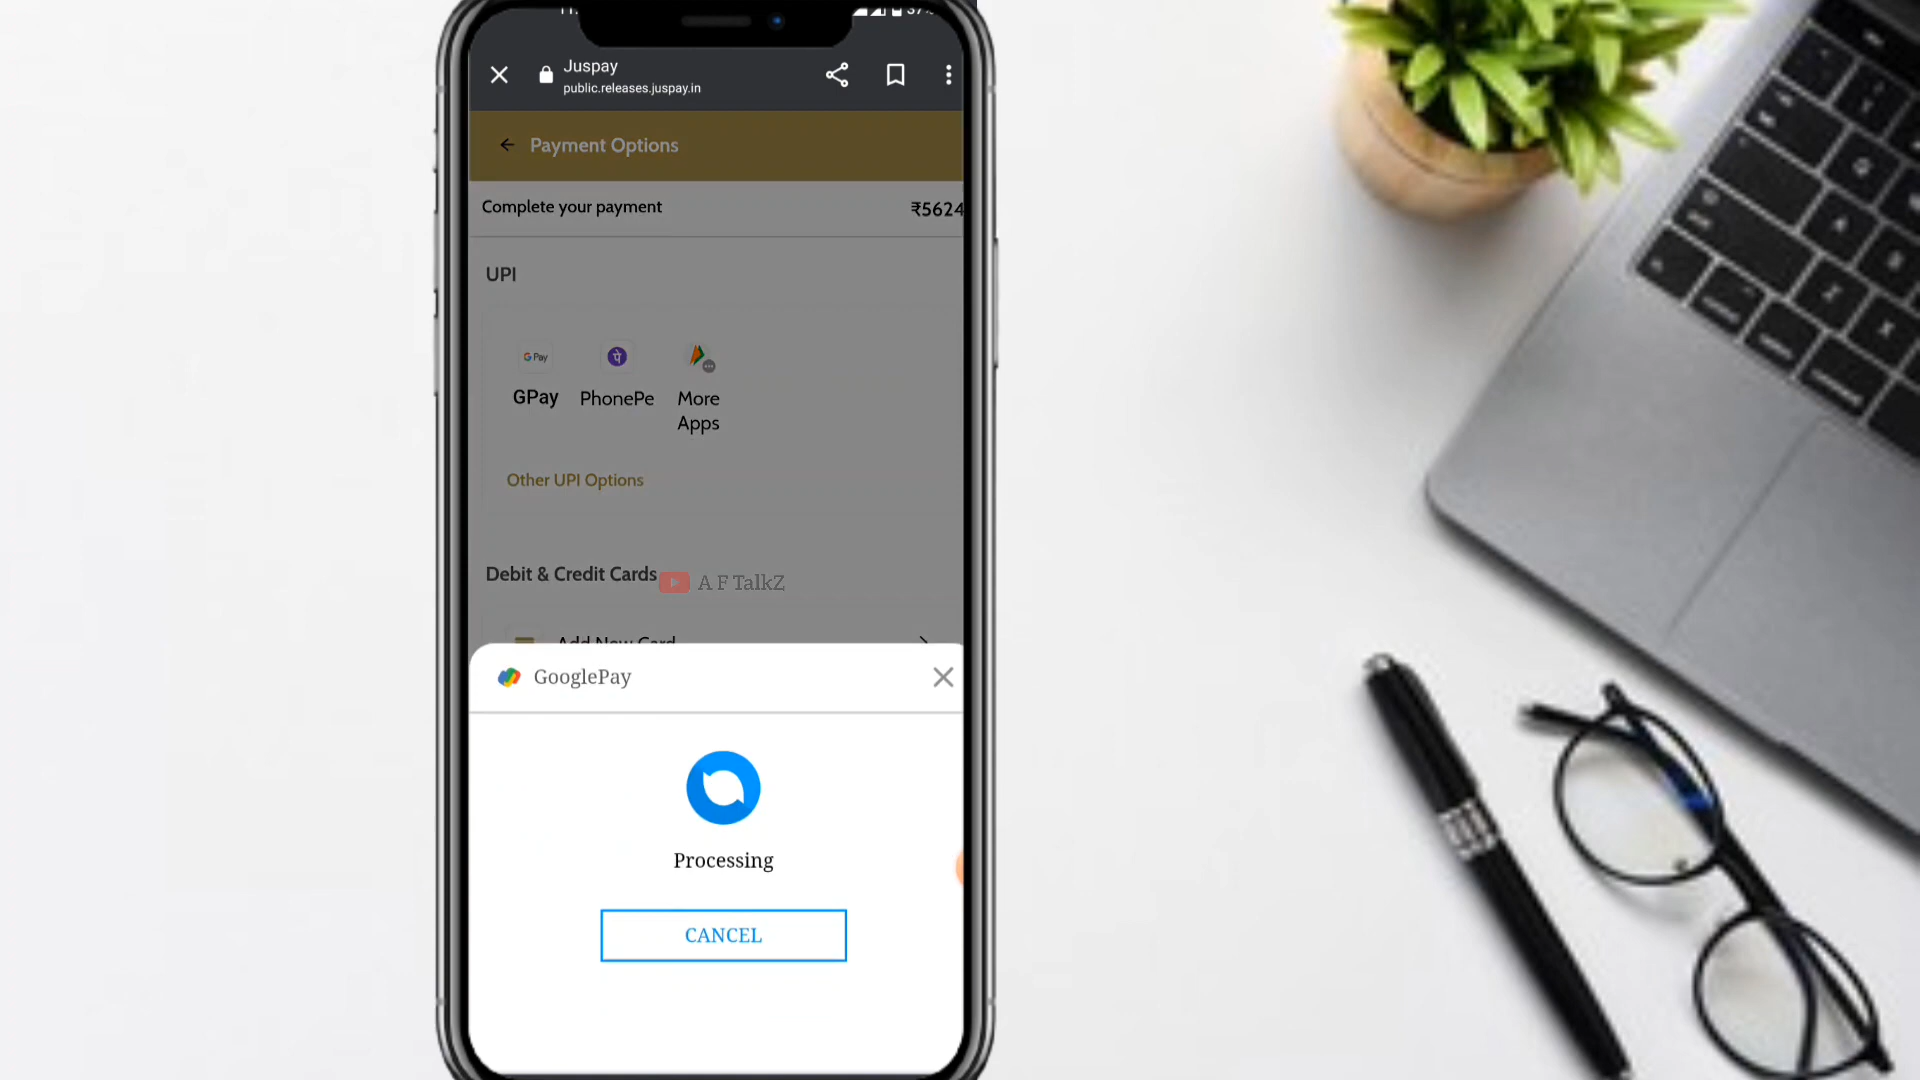 Juspay
public.releases.juspay.in
Payment Options
Complete your payment
₹5624
UPI
G Pay
पे
GPay
PhonePe
More
Apps
Other UPI Options
Debit & Credit Cards
A F TalkZ
Add New Card
GooglePay
Processing
CANCEL